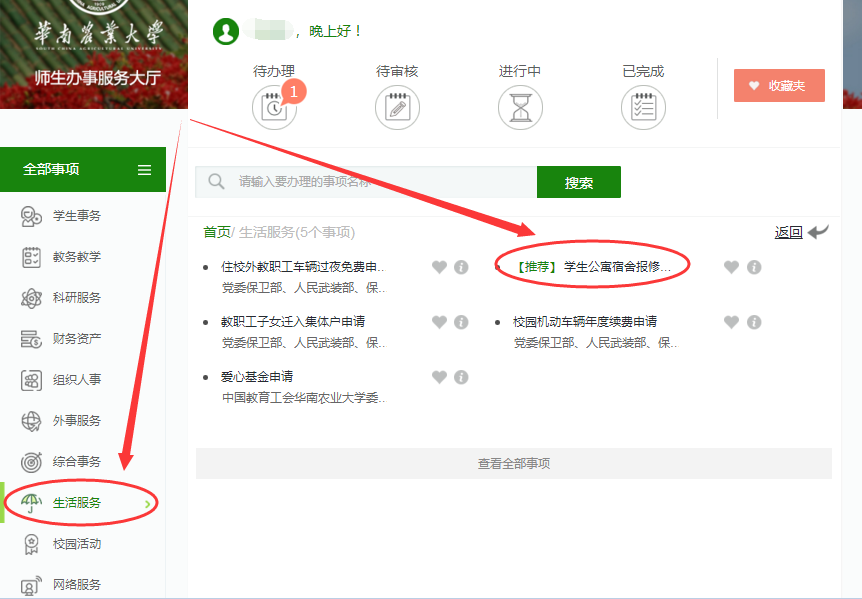 華南農業大學
SOUTH CHINA AGRICULTURAL UNIVERSITY
师生办事服务大厅
，晚上好！
待办理
待审核
进行中
已完成
1
收藏夹
全部事项
请输入要办理的事项名称
搜索
首页/ 生活服务(5个事项)
返回
学生事务
教务教学
科研服务
财务资产
组织人事
外事服务
综合事务
生活服务
校园活动
网络服务
住校外教职工车辆过夜免费申..
党委保卫部、人民武装部、保..
【推荐】 学生公寓宿舍报修...
教职工子女迁入集体户申请
党委保卫部、人民武装部、保..
校园机动车辆年度续费申请
党委保卫部、人民武装部、保..
爱心基金申请
中国教育工会华南农业大学委..
查看全部事项